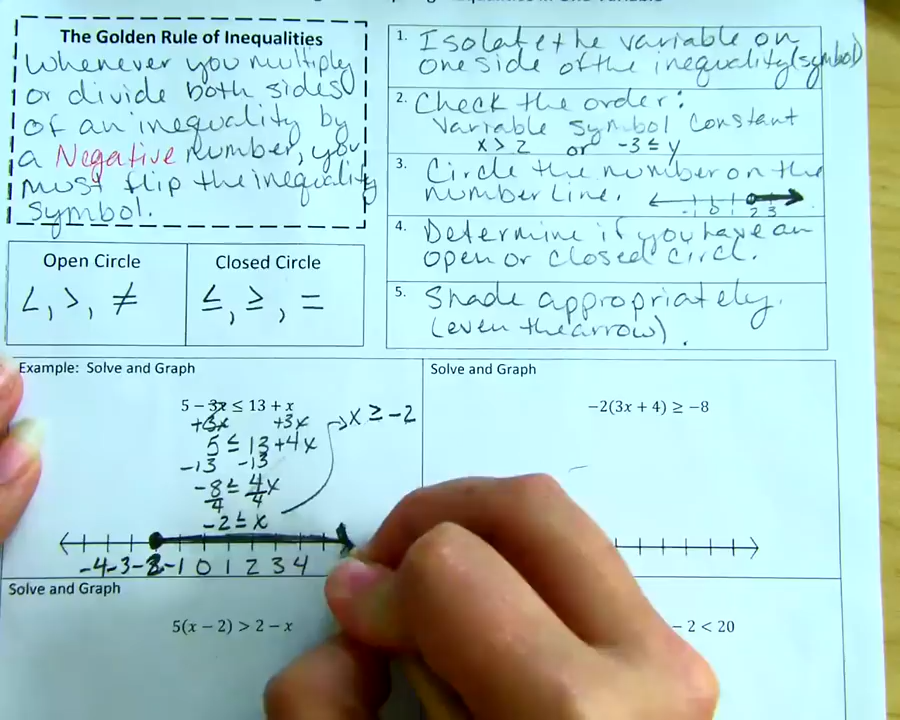 The Golden Rule of Inequalities
Whenever you multiply
or divide both sides
of an inequality by
a Negative number, you
must flip the inequality
symbol.
1. Isolate the variable on
one side of the inequality (symbol)
2. Check the order:
Variable symbol constant
x > 2 or -3 ≤ y
3. Circle the number on the
number line.
-1 0 1 2 3
4. Determine if you have an
open or closed circl.
5. Shade appropriately.
(even the arrow).
Open Circle
<, >, ≠
Closed Circle
≤, ≥, =
Example: Solve and Graph
5 − 3x ≤ 13 + x
+3x +3x
5 ≤ 13 + 4x
-13 -13
-8 ≤ 4x
4 4
-2 ≤ x
x ≥ -2
-4 -3 -2 -1 0 1 2 3 4
Solve and Graph
−2(3x + 4) ≥ −8
Solve and Graph
5(x − 2) > 2 − x
− 2 < 20